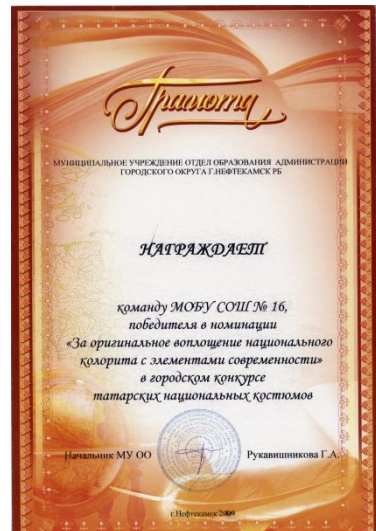 Грамота
МУНИЦИПАЛЬНОЕ УЧРЕЖДЕНИЕ ОТДЕЛ ОБРАЗОВАНИЯ АДМИНИСТРАЦИИ
ГОРОДСКОГО ОКРУГА Г.НЕФТЕКАМСК РБ
НАГРАЖДАЕТ
команду МОБУ СОШ № 16,
победителя в номинации
«За оригинальное воплощение национального
колорита с элементами современности»
в городском конкурсе
татарских национальных костюмов
Начальник МУ ОО Рукавишникова Г.А.
г.Нефтекамск 2009